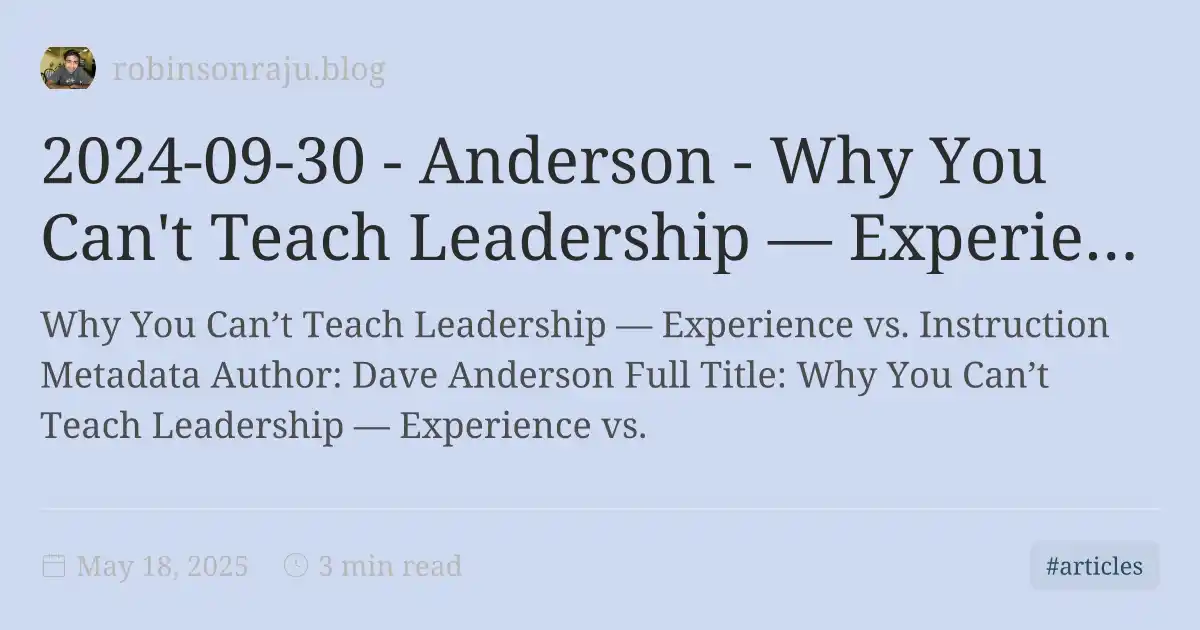 robinsonraju.blog
2024-09-30 - Anderson - Why You
Can't Teach Leadership — Experie...
Why You Can’t Teach Leadership — Experience vs. Instruction
Metadata Author: Dave Anderson Full Title: Why You Can’t
Teach Leadership — Experience vs.
May 18, 2025 3 min read #articles